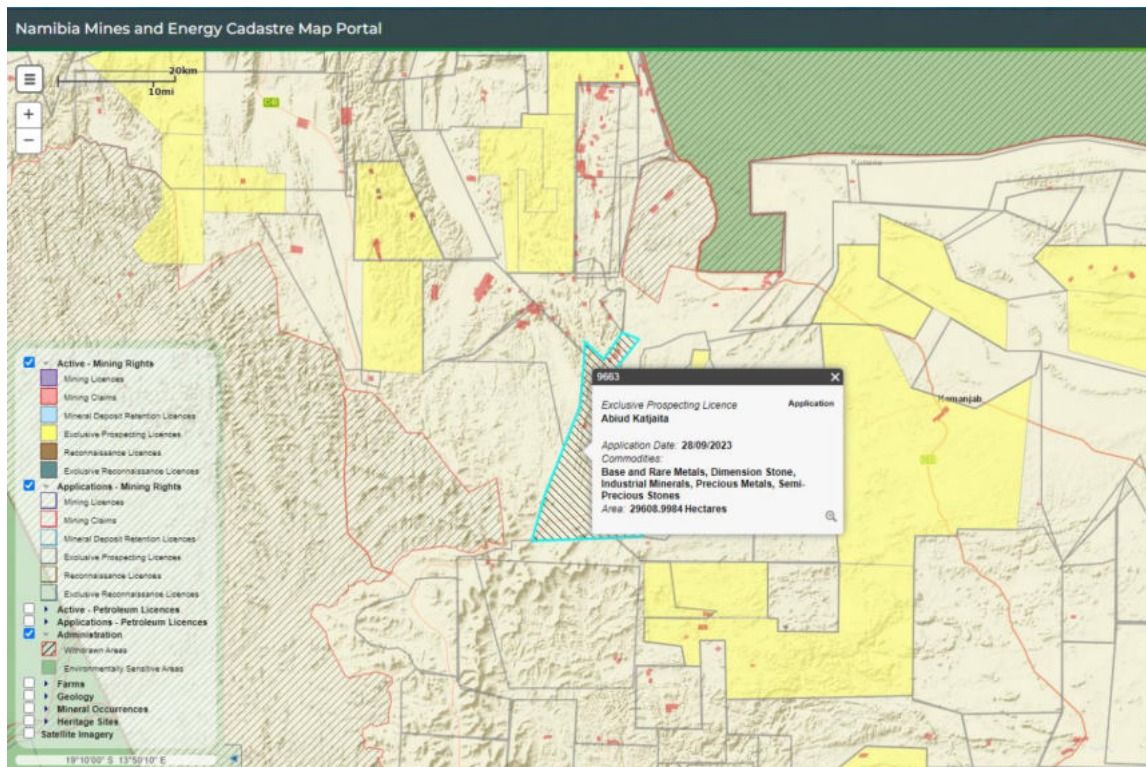 Namibia Mines and Energy Cadastre Map Portal
20km
10mi
+
−
Kunene
9663
Exclusive Prospecting Licence
Application
Abiud Katjaita
Application Date: 28/09/2023
Commodities:
Base and Rare Metals, Dimension Stone,
Industrial Minerals, Precious Metals, Semi-
Precious Stones
Area: 29608.9984 Hectares
Kamanjab
Active - Mining Rights
Mining Licences
Mining Claims
Mineral Deposit Retention Licences
Exclusive Prospecting Licences
Reconnaissance Licences
Exclusive Reconnaissance Licences
Applications - Mining Rights
Mining Licences
Mining Claims
Mineral Deposit Retention Licences
Exclusive Prospecting Licences
Reconnaissance Licences
Exclusive Reconnaissance Licences
Active - Petroleum Licences
Applications - Petroleum Licences
Administration
Withdrawn Areas
Environmentally Sensitive Areas
Farms
Geology
Mineral Occurrences
Heritage Sites
Satellite Imagery
19°10'00" S 13°50'10" E